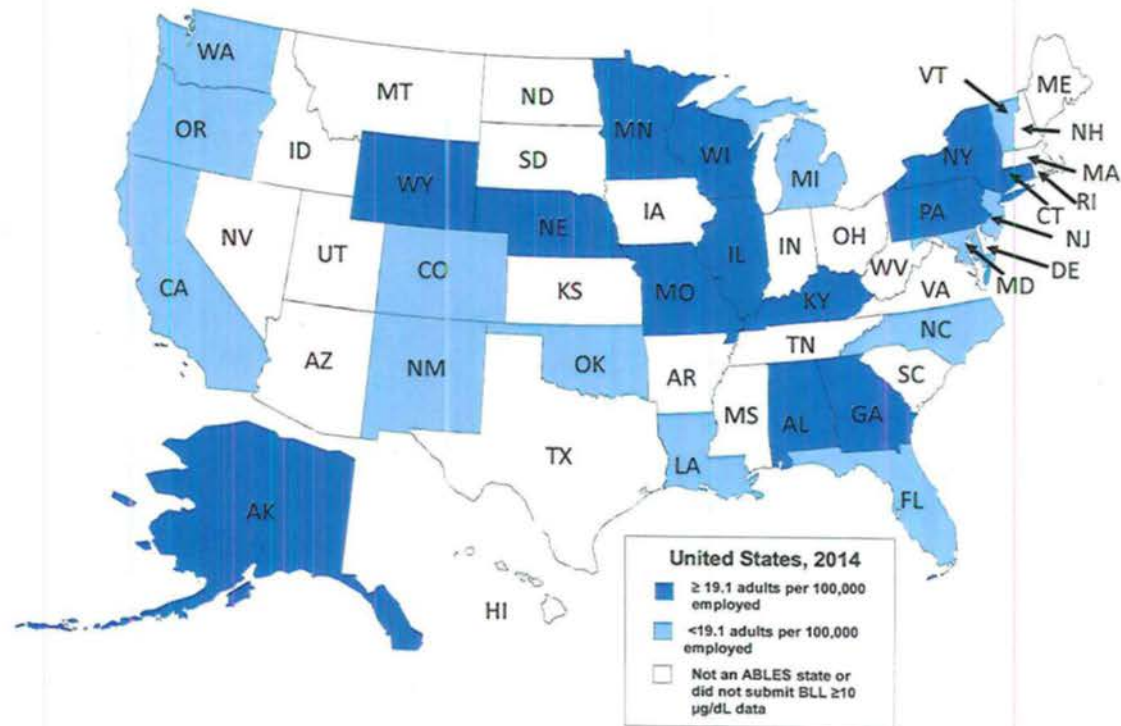 WA
MT
ND
MN
VT
ME
OR
ID
SD
WI
NY
NH
WY
MI
MA
RI
IA
PA
CT
NE
NJ
NV
UT
CO
IL
IN
OH
DE
CA
KS
MO
WV
MD
KY
VA
NC
AZ
NM
OK
TN
AR
SC
MS
AL
GA
TX
LA
FL
AK
HI
United States, 2014
≥ 19.1 adults per 100,000
employed
<19.1 adults per 100,000
employed
Not an ABLES state or
did not submit BLL ≥10
µg/dL data